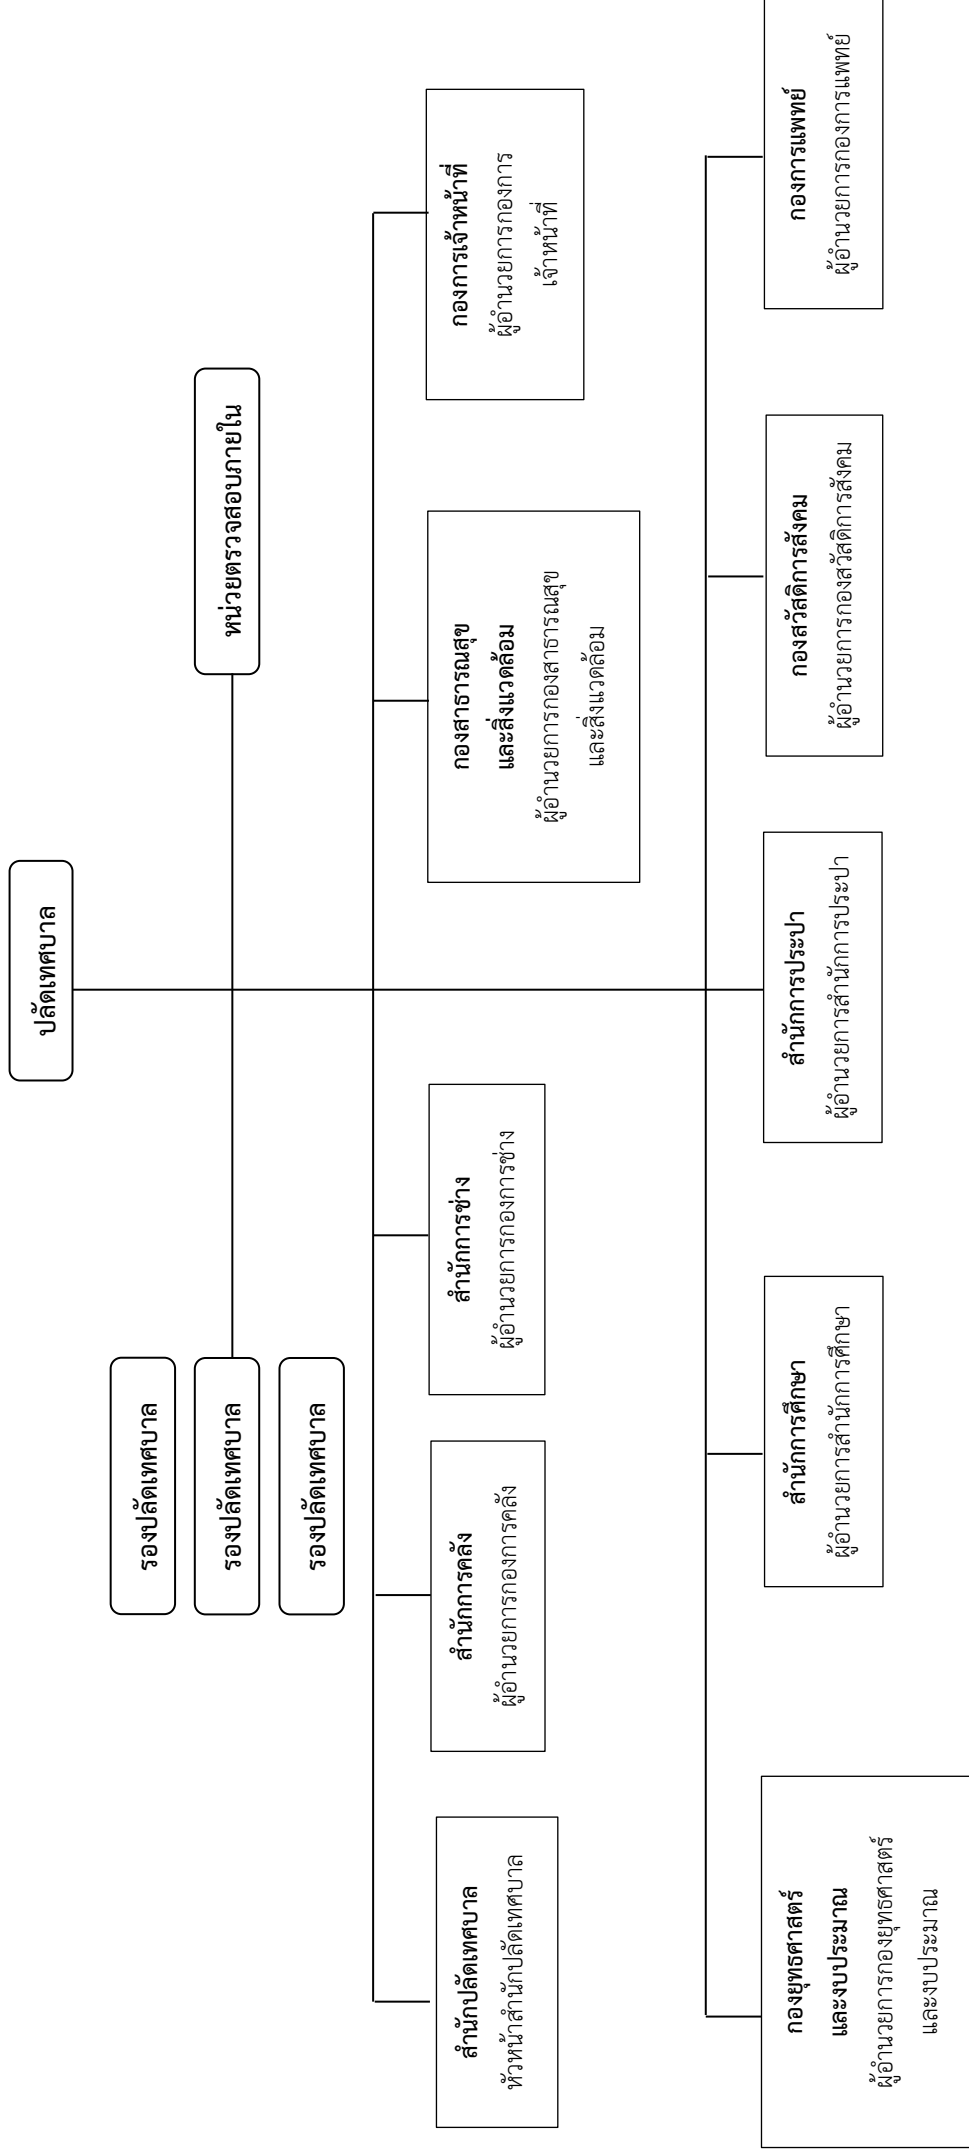 ปลัดเทศบาล
รองปลัดเทศบาล
รองปลัดเทศบาล
รองปลัดเทศบาล
หน่วยตรวจสอบภายใน
สำนักปลัดเทศบาล
หัวหน้าสำนักปลัดเทศบาล
สำนักการคลัง
ผู้อำนวยการกองการคลัง
สำนักการช่าง
ผู้อำนวยการกองการช่าง
กองสาธารณสุข
และสิ่งแวดล้อม
ผู้อำนวยการกองสาธารณสุข
และสิ่งแวดล้อม
กองการเจ้าหน้าที่
ผู้อำนวยการกองการ
เจ้าหน้าที่
กองยุทธศาสตร์
และงบประมาณ
ผู้อำนวยการกองยุทธศาสตร์
และงบประมาณ
สำนักการศึกษา
ผู้อำนวยการสำนักการศึกษา
สำนักการประปา
ผู้อำนวยการสำนักการประปา
กองสวัสดิการสังคม
ผู้อำนวยการกองสวัสดิการสังคม
กองการแพทย์
ผู้อำนวยการกองการแพทย์